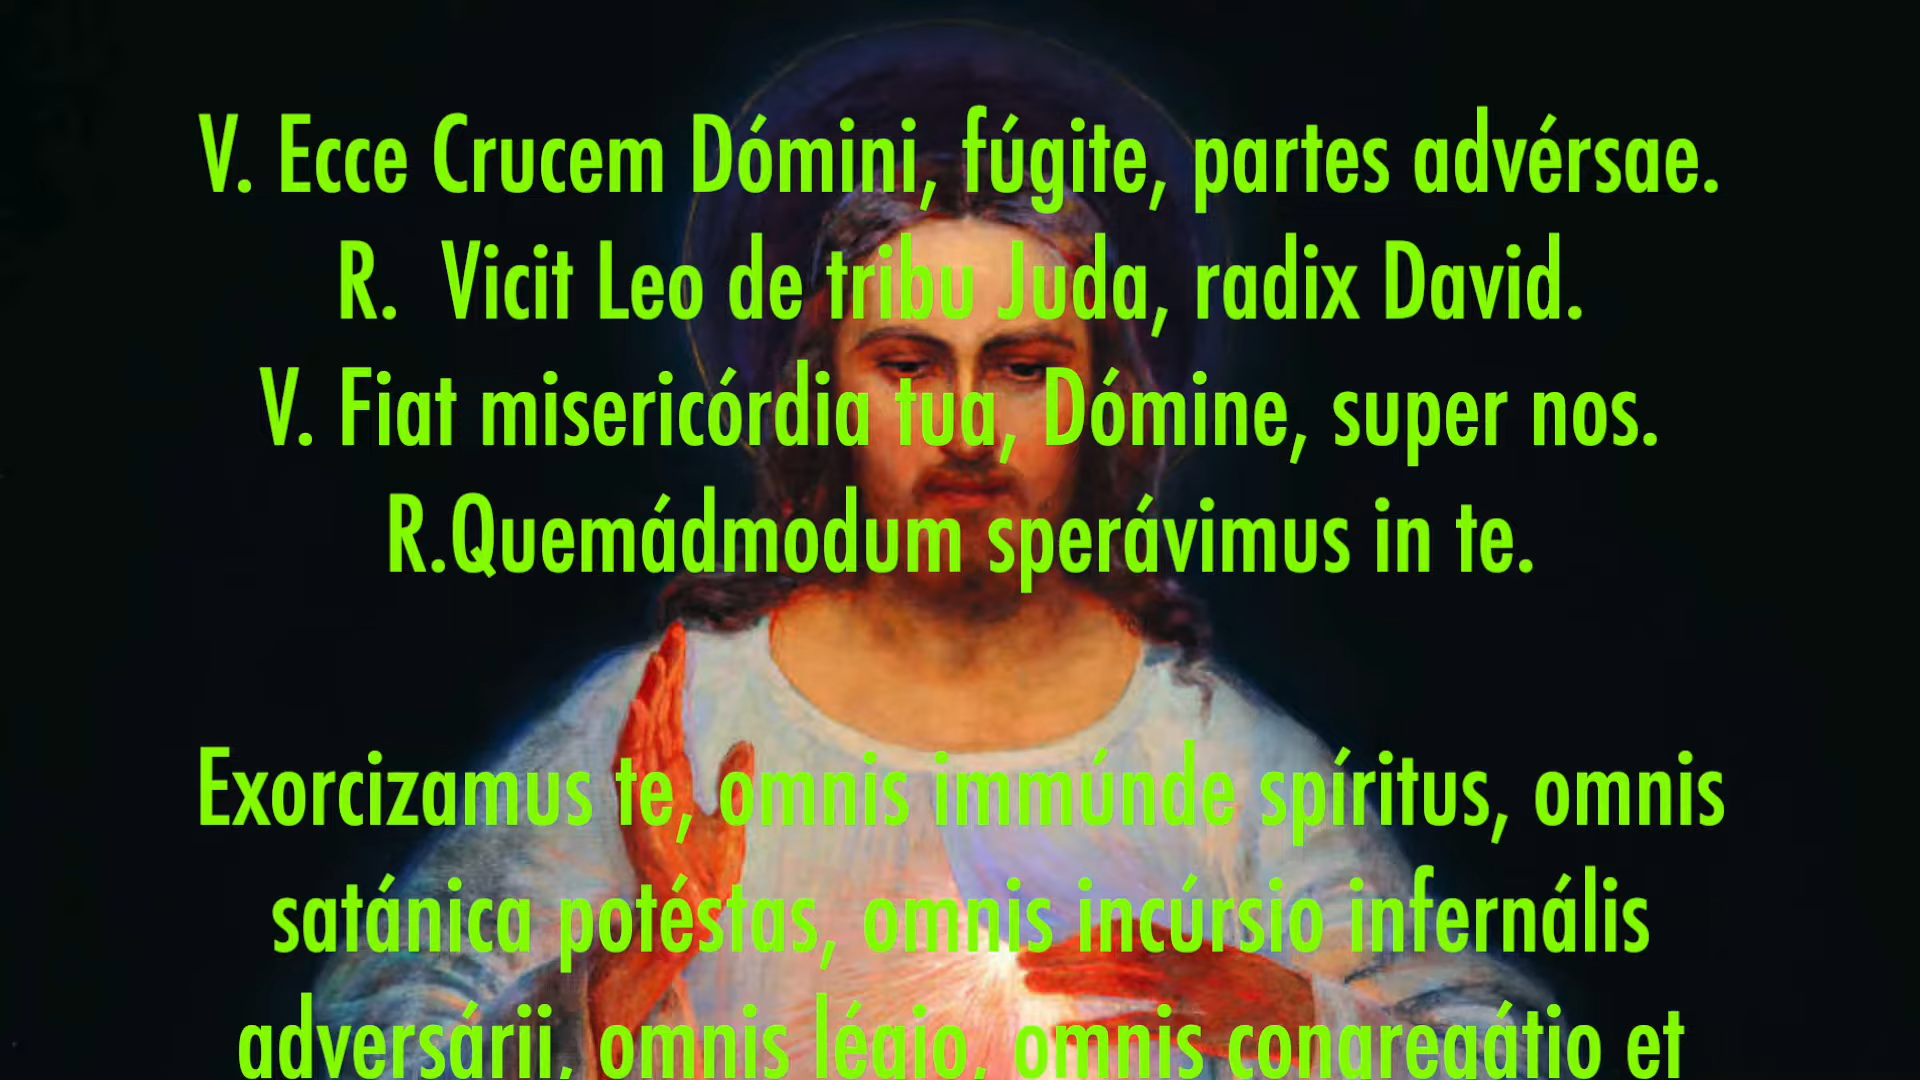 V. Ecce Crucem Dómini, fúgite, partes advérsae.
R.  Vicit Leo de tribu Juda, radix David.
V. Fiat misericórdia tua, Dómine, super nos.
R.Quemádmodum sperávimus in te.
Exorcizamus te, omnis immúnde spíritus, omnis
satánica potéstas, omnis incúrsio infernális
adversárii, omnis légio, omnis congregátio et